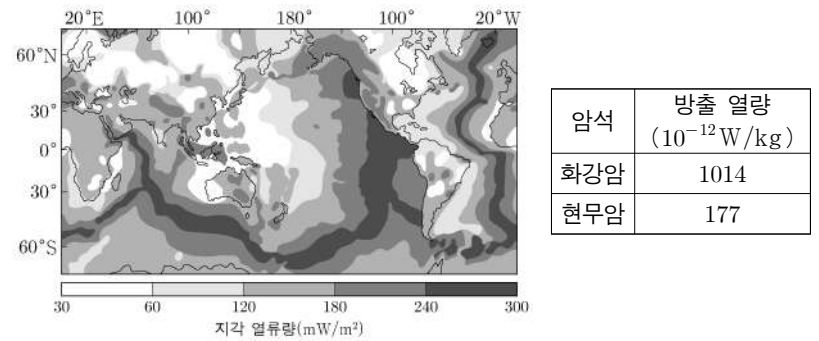 20°E 100° 180° 100° 20°W
60°N
30°
0°
30°
60°S
30 60 120 180 240 300
지각 열류량(mW/m²)
암석 방출 열량
(10⁻¹²W/kg)
화강암 1014
현무암 177